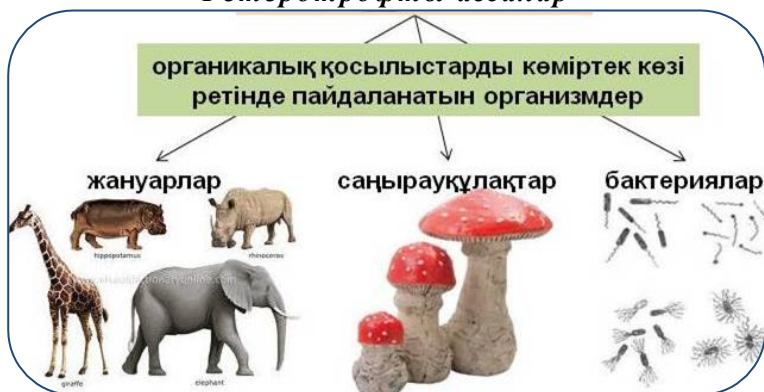 органикалық қосылыстарды көміртек көзі
ретінде пайдаланатын организмдер
жануарлар
саңырауқұлақтар
бактериялар
hippopotamus
rhinoceros
giraffe
elephant